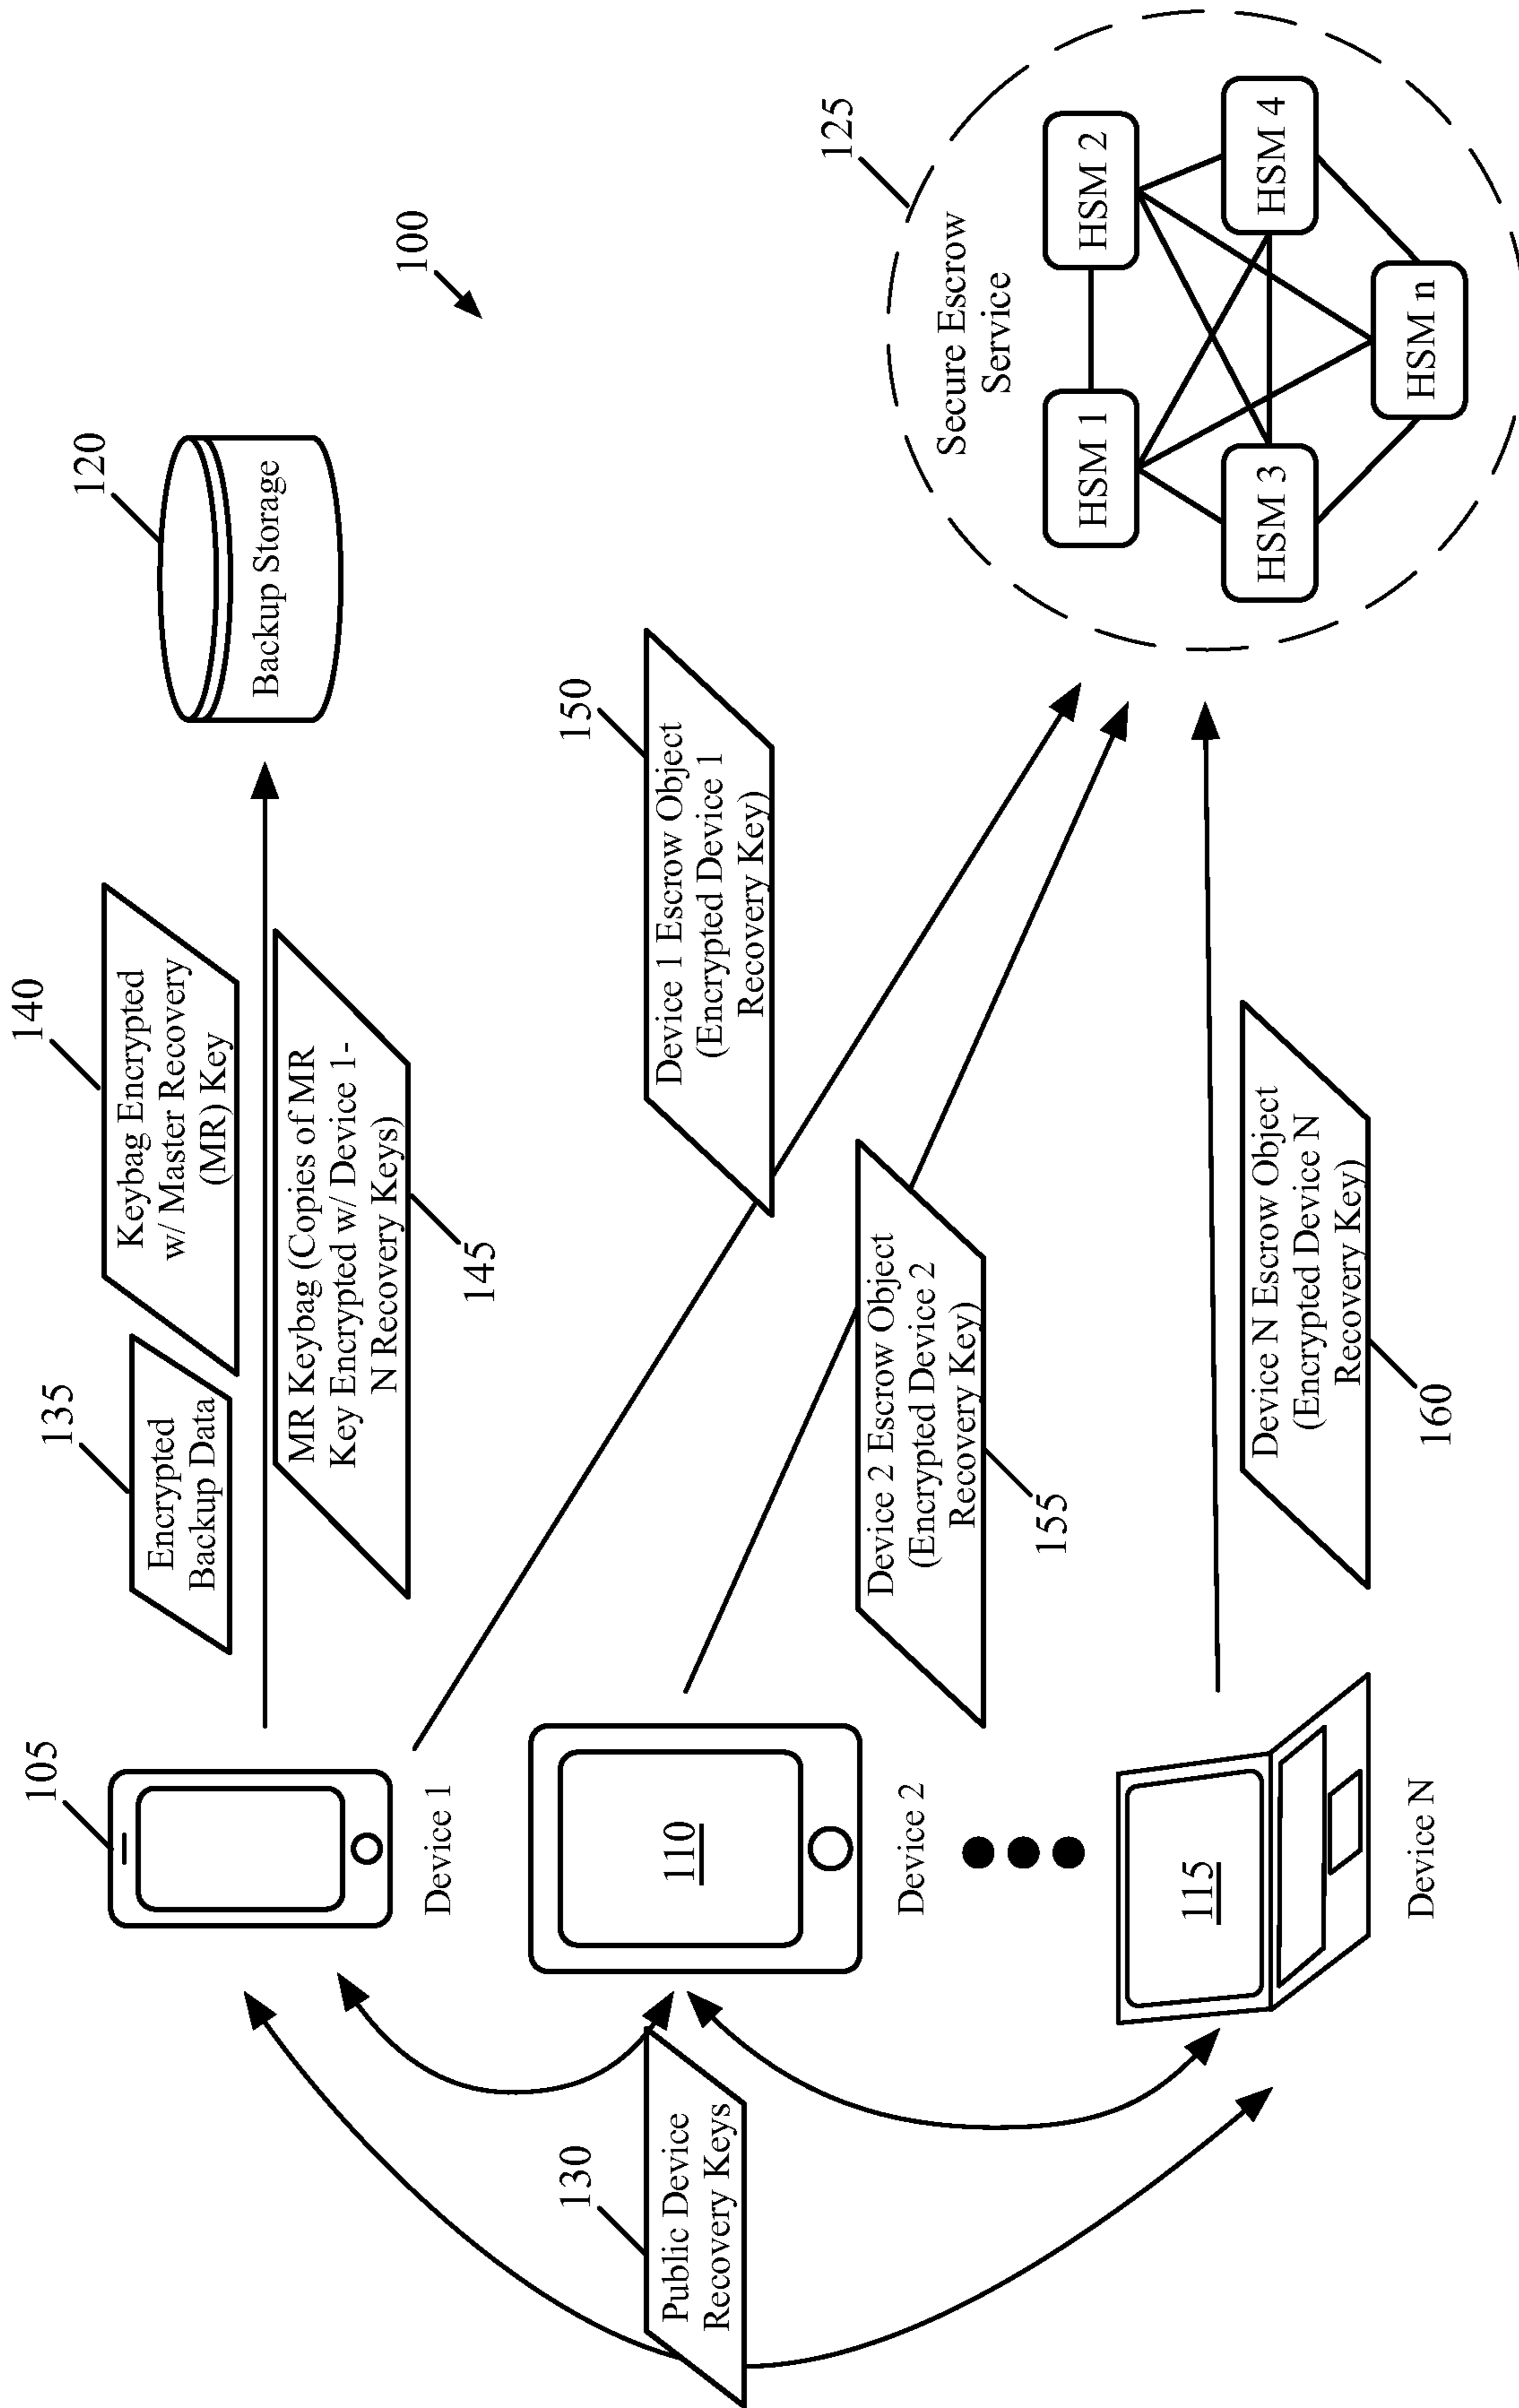 100
105
Device 1
110
Device 2
115
Device N
130
Public Device
Recovery Keys
135
Encrypted
Backup Data
140
Keybag Encrypted
w/ Master Recovery
(MR) Key
MR Keybag (Copies of MR
Key Encrypted w/ Device 1-
N Recovery Keys)
145
120
Backup Storage
150
Device 1 Escrow Object
(Encrypted Device 1
Recovery Key)
Device 2 Escrow Object
(Encrypted Device 2
Recovery Key)
155
Device N Escrow Object
(Encrypted Device N
Recovery Key)
160
125
Secure Escrow
Service
HSM 1
HSM 2
HSM 3
HSM 4
HSM n